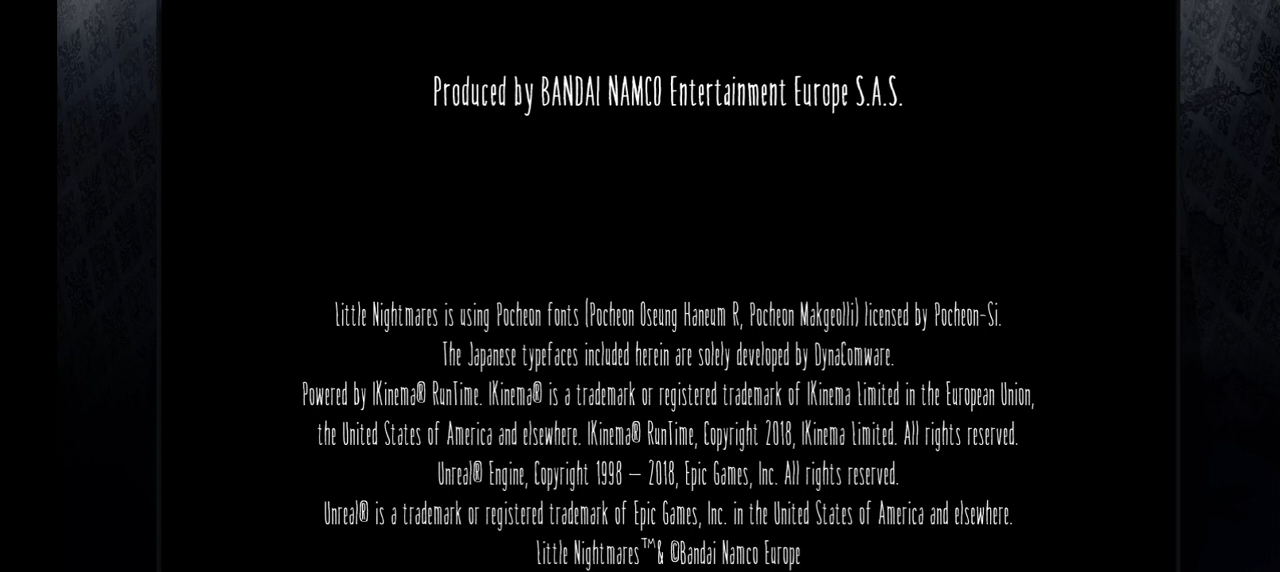 Produced by BANDAI NAMCO Entertainment Europe S.A.S.
Little Nightmares is using Pocheon fonts (Pocheon Oseung Haneum R, Pocheon Makgeolli) licensed by Pocheon-Si.
The Japanese typefaces included herein are solely developed by DynaComware.
Powered by IKinema® RunTime. IKinema® is a trademark or registered trademark of IKinema Limited in the European Union,
the United States of America and elsewhere. IKinema® RunTime, Copyright 2018, IKinema Limited. All rights reserved.
Unreal® Engine, Copyright 1998 – 2018, Epic Games, Inc. All rights reserved.
Unreal® is a trademark or registered trademark of Epic Games, Inc. in the United States of America and elsewhere.
Little Nightmares™& ©Bandai Namco Europe